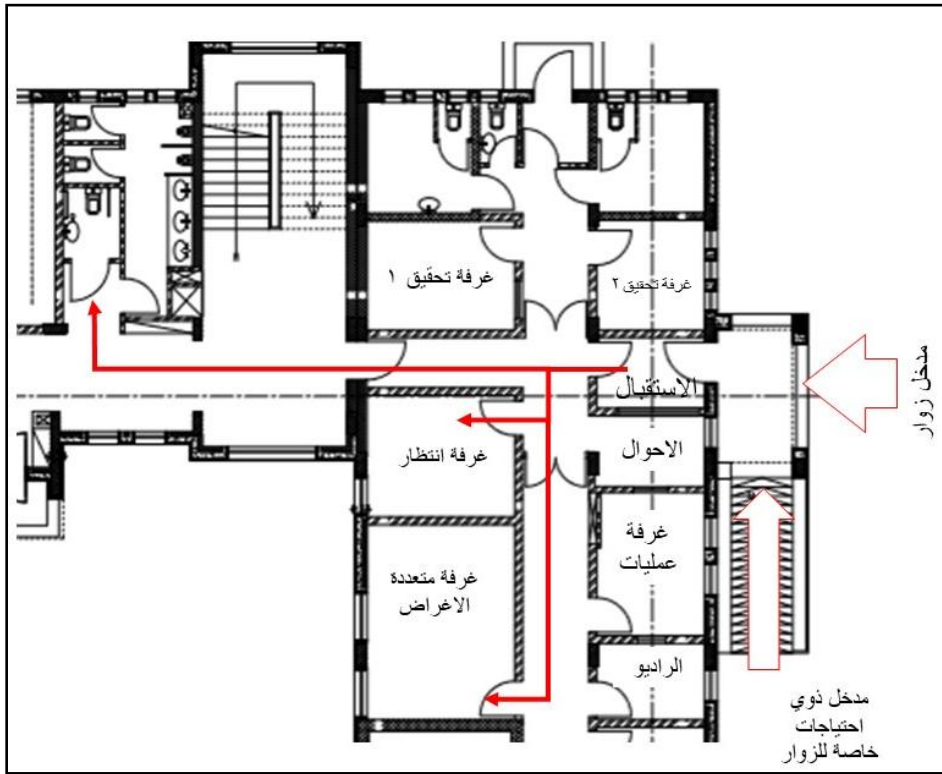 غرفة تحقيق ١
غرفة تحقيق ٢
مدخل زوار
الاستقبال
غرفة انتظار
الاحوال
غرفة
عمليات
غرفة متعددة
الاغراض
الراديو
مدخل ذوي
احتياجات
خاصة للزوار